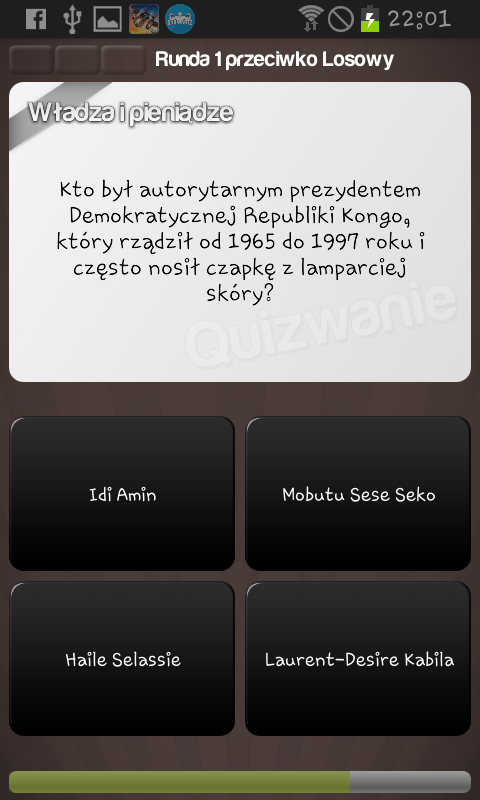 22:01
Runda 1 przeciwko Losowy
Władza i pieniądze
Kto był autorytarnym prezydentem
Demokratycznej Republiki Kongo,
który rządził od 1965 do 1997 roku i
często nosił czapkę z lamparciej
skóry?
Quizwanie
Idi Amin
Mobutu Sese Seko
Haile Selassie
Laurent-Desire Kabila